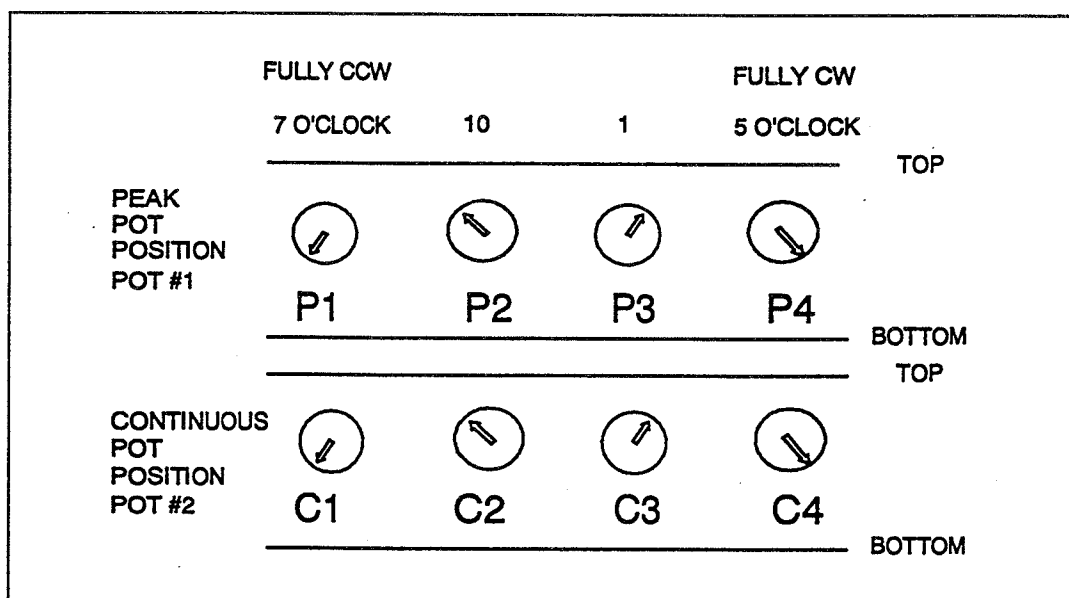 FULLY CCW FULLY CW
7 O'CLOCK 10 1 5 O'CLOCK
TOP
PEAK
POT
POSITION
POT #1
P1 P2 P3 P4
BOTTOM
TOP
CONTINUOUS
POT
POSITION
POT #2
C1 C2 C3 C4
BOTTOM